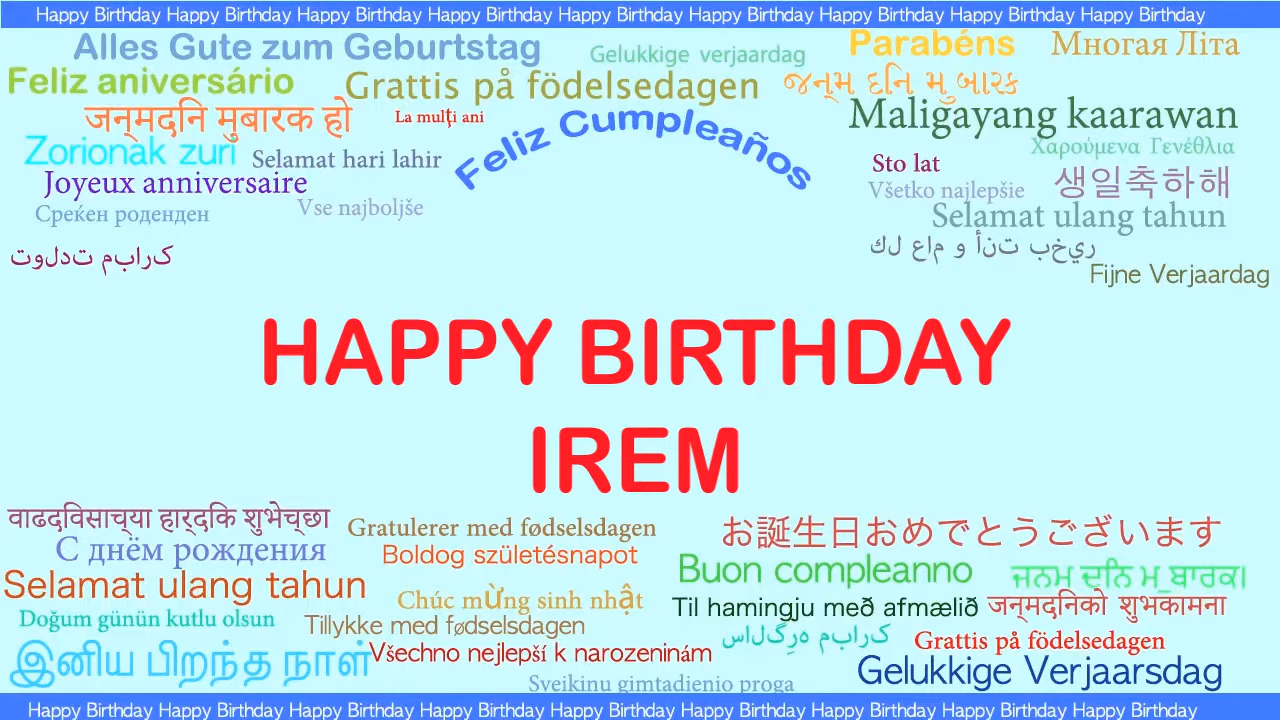 Happy Birthday Happy Birthday Happy Birthday Happy Birthday Happy Birthday Happy Birthday Happy Birthday Happy Birthday Happy Birthday
Alles Gute zum Geburtstag
Gelukkige verjaardag
Parabéns
Многая Літа
Feliz aniversário
Grattis på födelsedagen
જન્મ દિન મુબારક
जन्मदिन मुबारक हो
La mulţi ani
Feliz Cumpleaños
Maligayang kaarawan
Zorionak zuri
Selamat hari lahir
Sto lat
Χαρούμενα Γενέθλια
Joyeux anniversaire
Všetko najlepšie
생일축하해
Среќен роденден
Vse najboljše
Selamat ulang tahun
تولدت مبارک
كل عام و أنت بخير
Fijne Verjaardag
HAPPY BIRTHDAY
IREM
वाढदिवसाच्या हार्दिक शुभेच्छा
Gratulerer med fødselsdagen
お誕生日おめでとうございます
С днём рождения
Boldog születésnapot
Buon compleanno
ਜਨਮ ਦਿਨ ਮੁਬਾਰਕ।
Selamat ulang tahun
Chúc mừng sinh nhật
Til hamingju með afmælið
जन्मदिनको शुभकामना
Doğum günün kutlu olsun
Tillykke med fødselsdagen
سالگرہ مبارک
Grattis på födelsedagen
இனிய பிறந்த நாள்
Všechno nejlepší k narozeninám
Gelukkige Verjaarsdag
Sveikinu gimtadienio proga
Happy Birthday Happy Birthday Happy Birthday Happy Birthday Happy Birthday Happy Birthday Happy Birthday Happy Birthday Happy Birthday